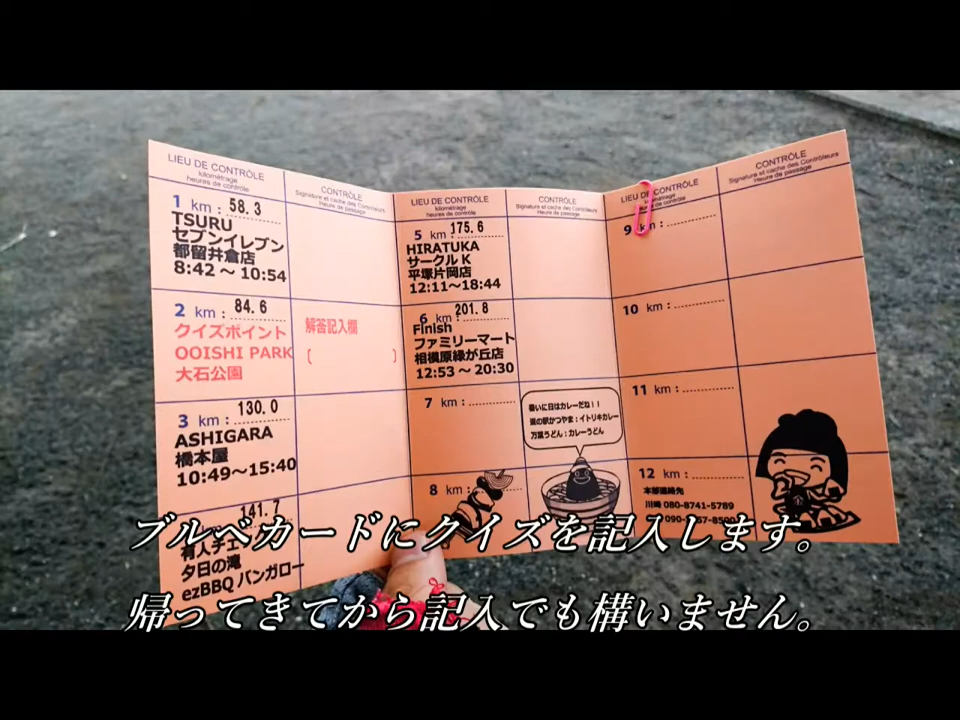 LIEU DE CONTRÔLE
kilométrage
heures de contrôle
CONTRÔLE
Signature et cache des Contrôleurs
Heure de passage
1 km : 58.3
TSURU
セブンイレブン
都留井倉店
8:42 ~ 10:54
2 km : 84.6
クイズポイント
OOISHI PARK
大石公園
解答記入欄
[ ]
3 km : 130.0
ASHIGARA
橋本屋
10:49~15:40
141.7
有人チェ
夕日の滝
ezBBQ バンガロー
LIEU DE CONTRÔLE
kilométrage
heures de contrôle
CONTRÔLE
Signature et cache des Contrôleurs
Heure de passage
5 km : 175.6
HIRATUKA
サークル K
平塚片岡店
12:11~18:44
6 km : 201.8
Finish
ファミリーマート
相模原緑が丘店
12:53 ~ 20:30
7 km :
8 km :
暑いに日はカレーだね!!
道の駅かつやま:イトリキカレー
万葉うどん:カレーうどん
LIEU DE CONTRÔLE
kilométrage
heures de contrôle
CONTRÔLE
Signature et cache des Contrôleurs
Heure de passage
9 km :
10 km :
11 km :
12 km :
本部連絡先
川崎 080-8741-5789
ブルベカードにクイズを記入します。
帰ってきてから記入でも構いません。